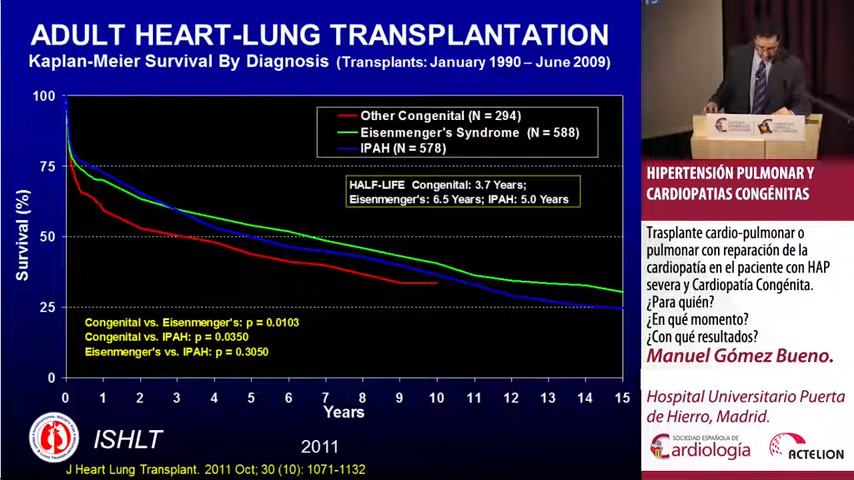 ADULT HEART-LUNG TRANSPLANTATION
Kaplan-Meier Survival By Diagnosis (Transplants: January 1990 – June 2009)
Survival (%)
100
75
50
25
0
Other Congenital (N = 294)
Eisenmenger's Syndrome (N = 588)
IPAH (N = 578)
HALF-LIFE Congenital: 3.7 Years;
Eisenmenger's: 6.5 Years; IPAH: 5.0 Years
Congenital vs. Eisenmenger's: p = 0.0103
Congenital vs. IPAH: p = 0.0350
Eisenmenger's vs. IPAH: p = 0.3050
0 1 2 3 4 5 6 7 8 9 10 11 12 13 14 15
Years
ISHLT
2011
J Heart Lung Transplant. 2011 Oct; 30 (10): 1071-1132
HIPERTENSIÓN PULMONAR Y
CARDIOPATIAS CONGÉNITAS
Trasplante cardio-pulmonar o
pulmonar con reparación de la
cardiopatía en el paciente con HAP
severa y Cardiopatía Congénita.
¿Para quién?
¿En qué momento?
¿Con qué resultados?
Manuel Gómez Bueno.
Hospital Universitario Puerta
de Hierro, Madrid.
SOCIEDAD ESPAÑOLA DE
Cardiología
ACTELION